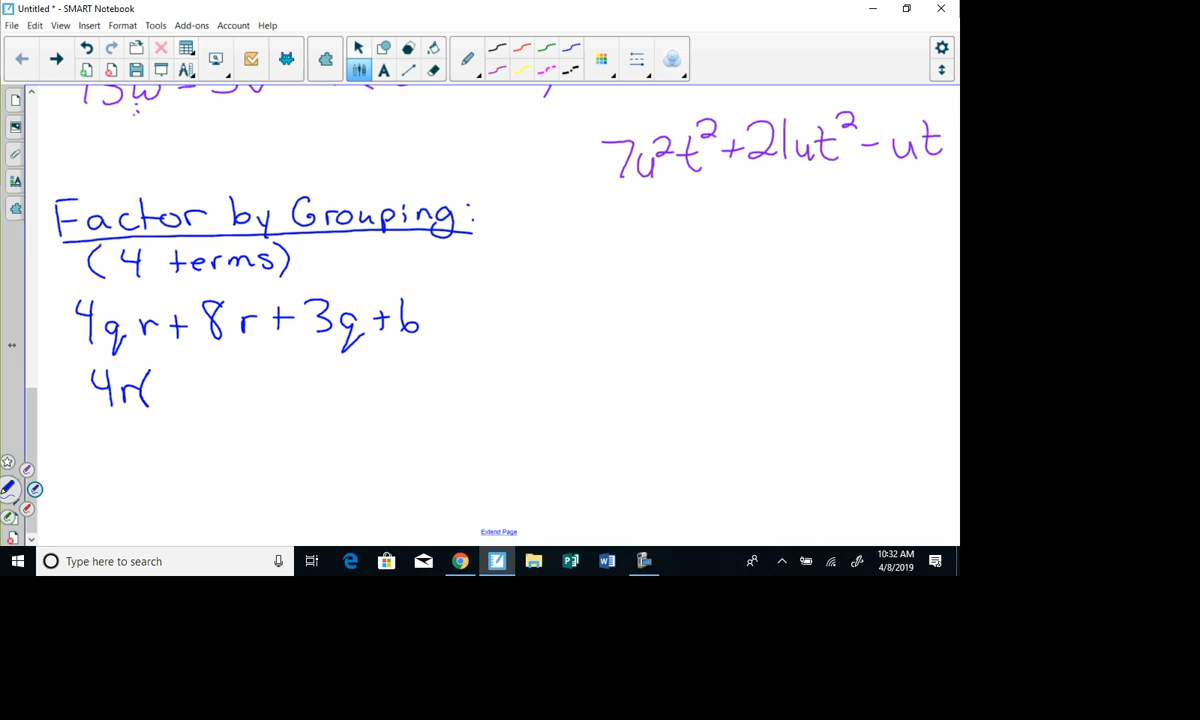 Untitled * - SMART Notebook
File Edit View Insert Format Tools Add-ons Account Help
7u²t² + 21ut² - ut
Factor by Grouping:
(4 terms)
4qr + 8r + 3q + 6
4r(
Extend Page
Type here to search
10:32 AM
4/8/2019